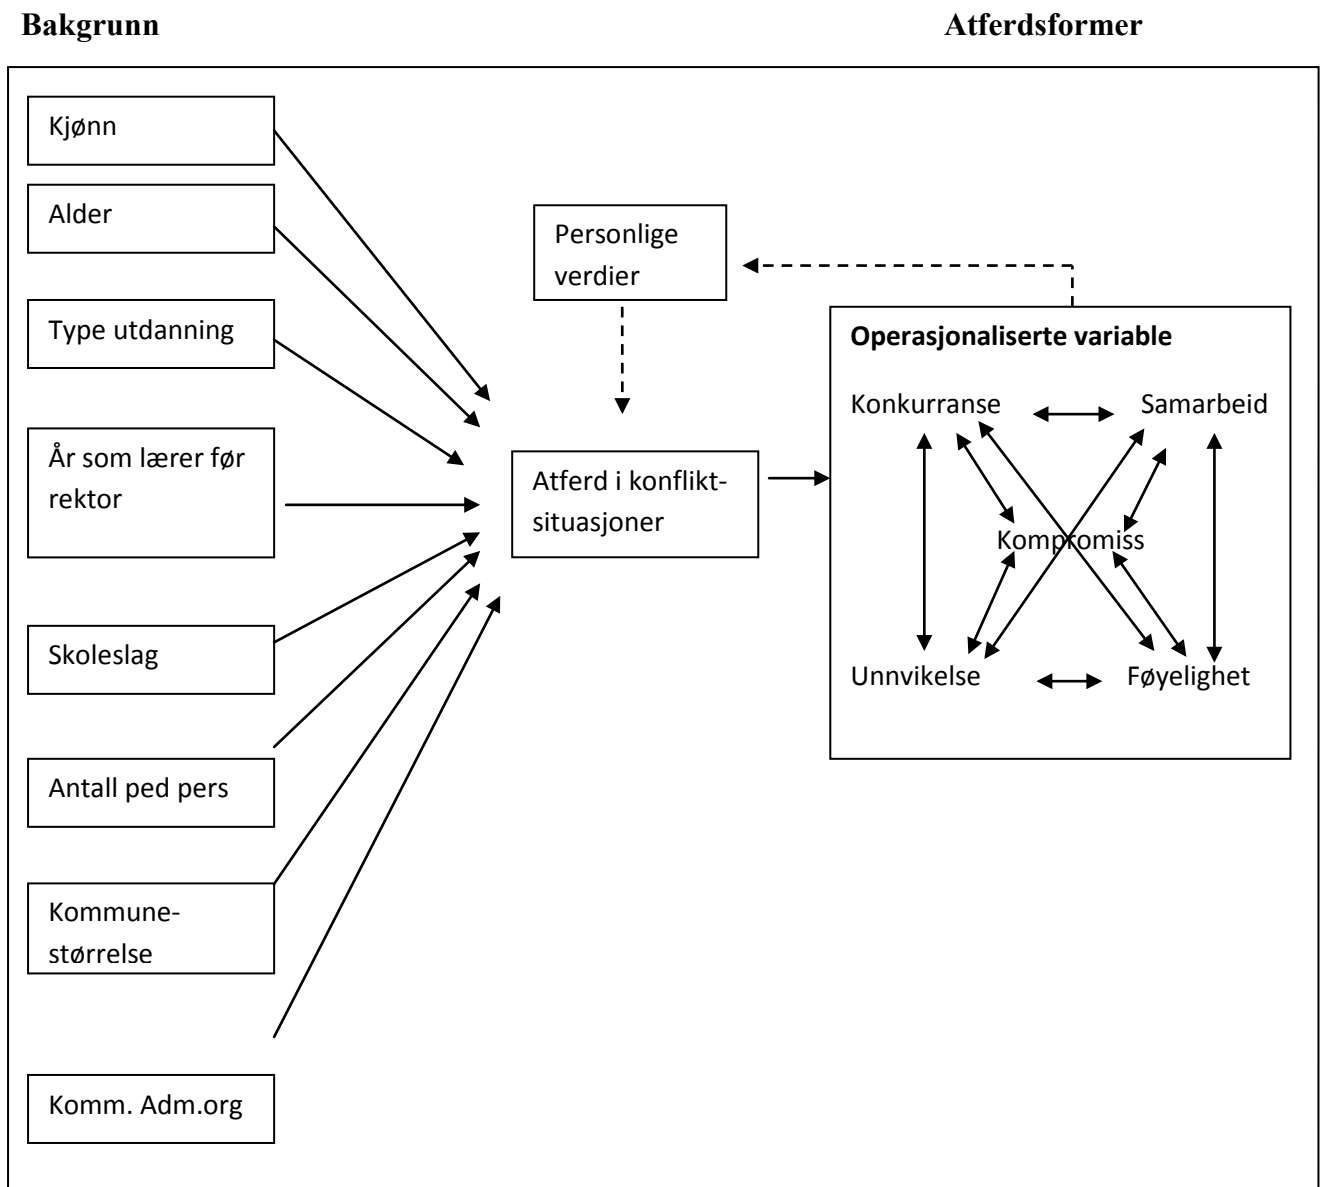 Bakgrunn
Atferdsformer
Kjønn
Alder
Type utdanning
År som lærer før
rektor
Skoleslag
Antall ped pers
Kommune-
størrelse
Komm. Adm.org
Personlige
verdier
Atferd i konflikt-
situasjoner
Operasjonaliserte variable
Konkurranse
Samarbeid
Kompromiss
Unnvikelse
Føyelighet